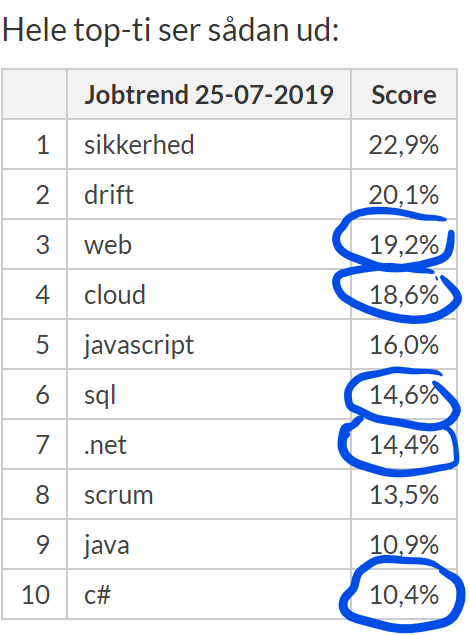 Hele top-ti ser sådan ud:
Jobtrend 25-07-2019 Score
1 sikkerhed 22,9%
2 drift 20,1%
3 web 19,2%
4 cloud 18,6%
5 javascript 16,0%
6 sql 14,6%
7 .net 14,4%
8 scrum 13,5%
9 java 10,9%
10 c# 10,4%